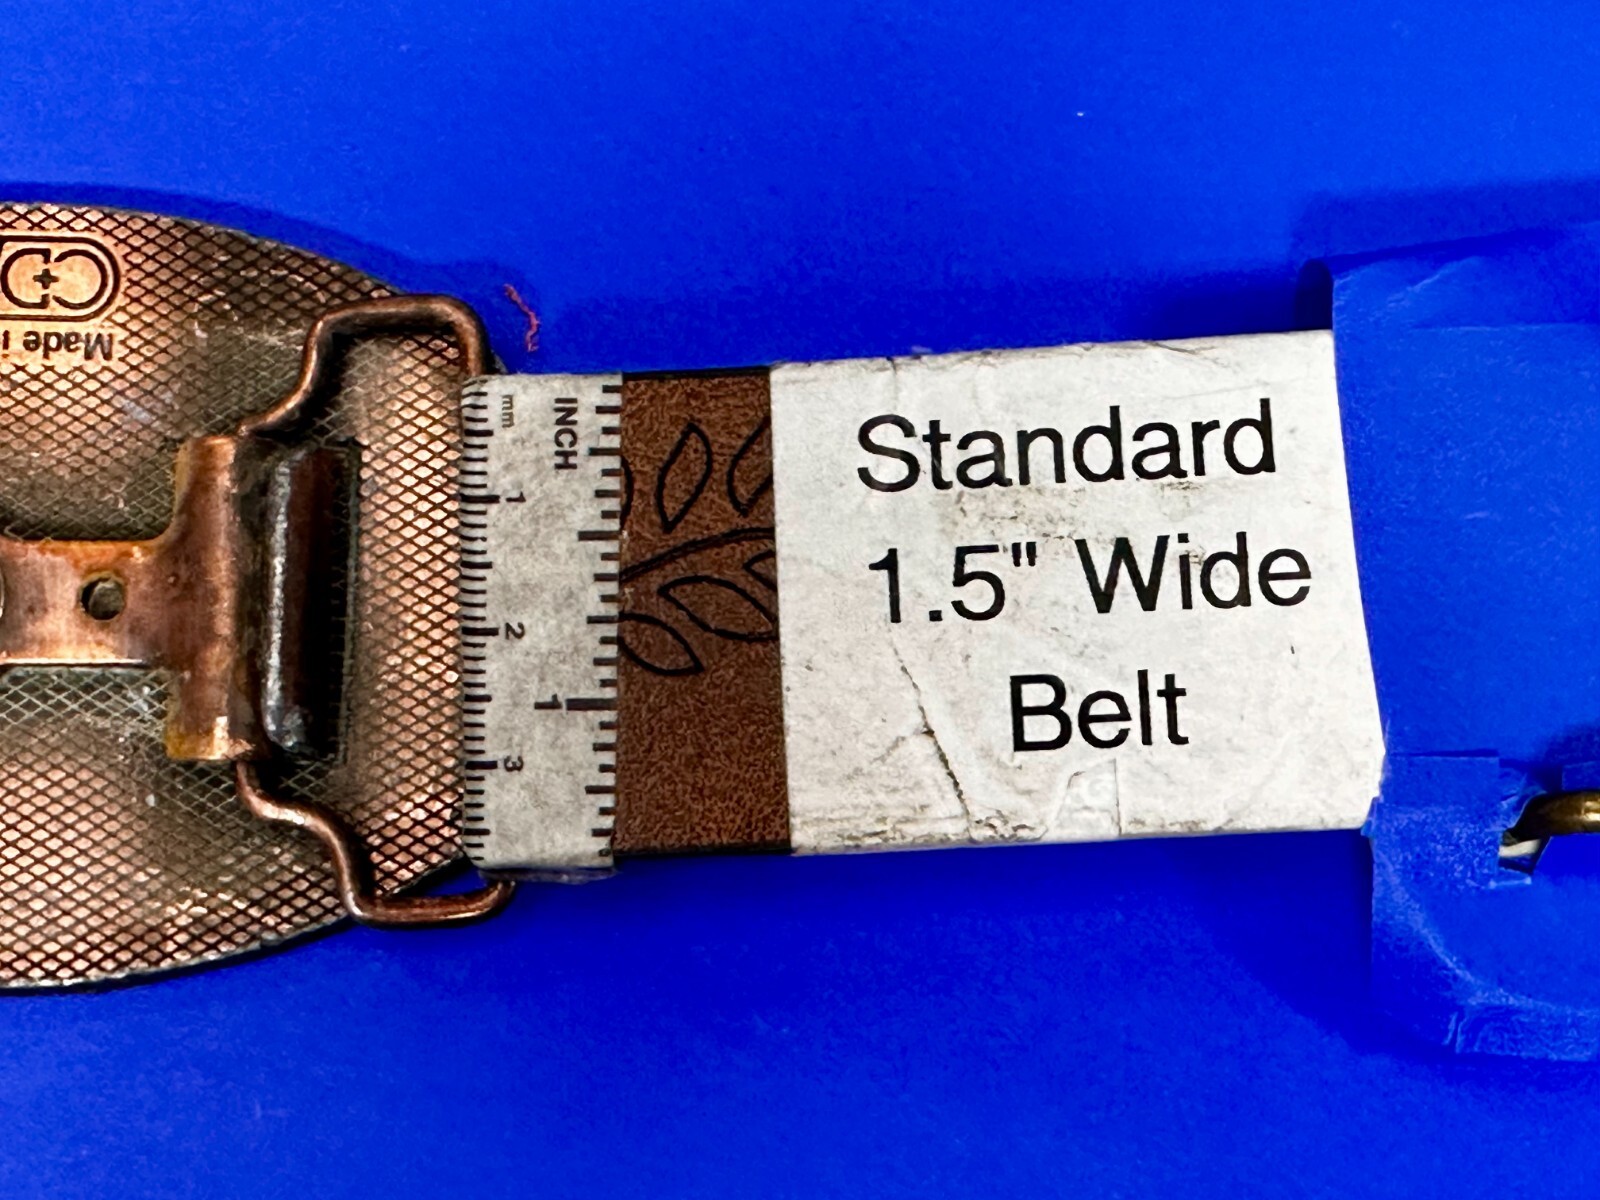 C+D
Made i
mm
INCH
1
2
3
1
Standard
1.5" Wide
Belt